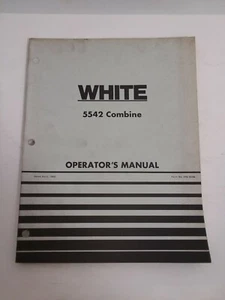 WHITE
5542 Combine
OPERATOR'S MANUAL